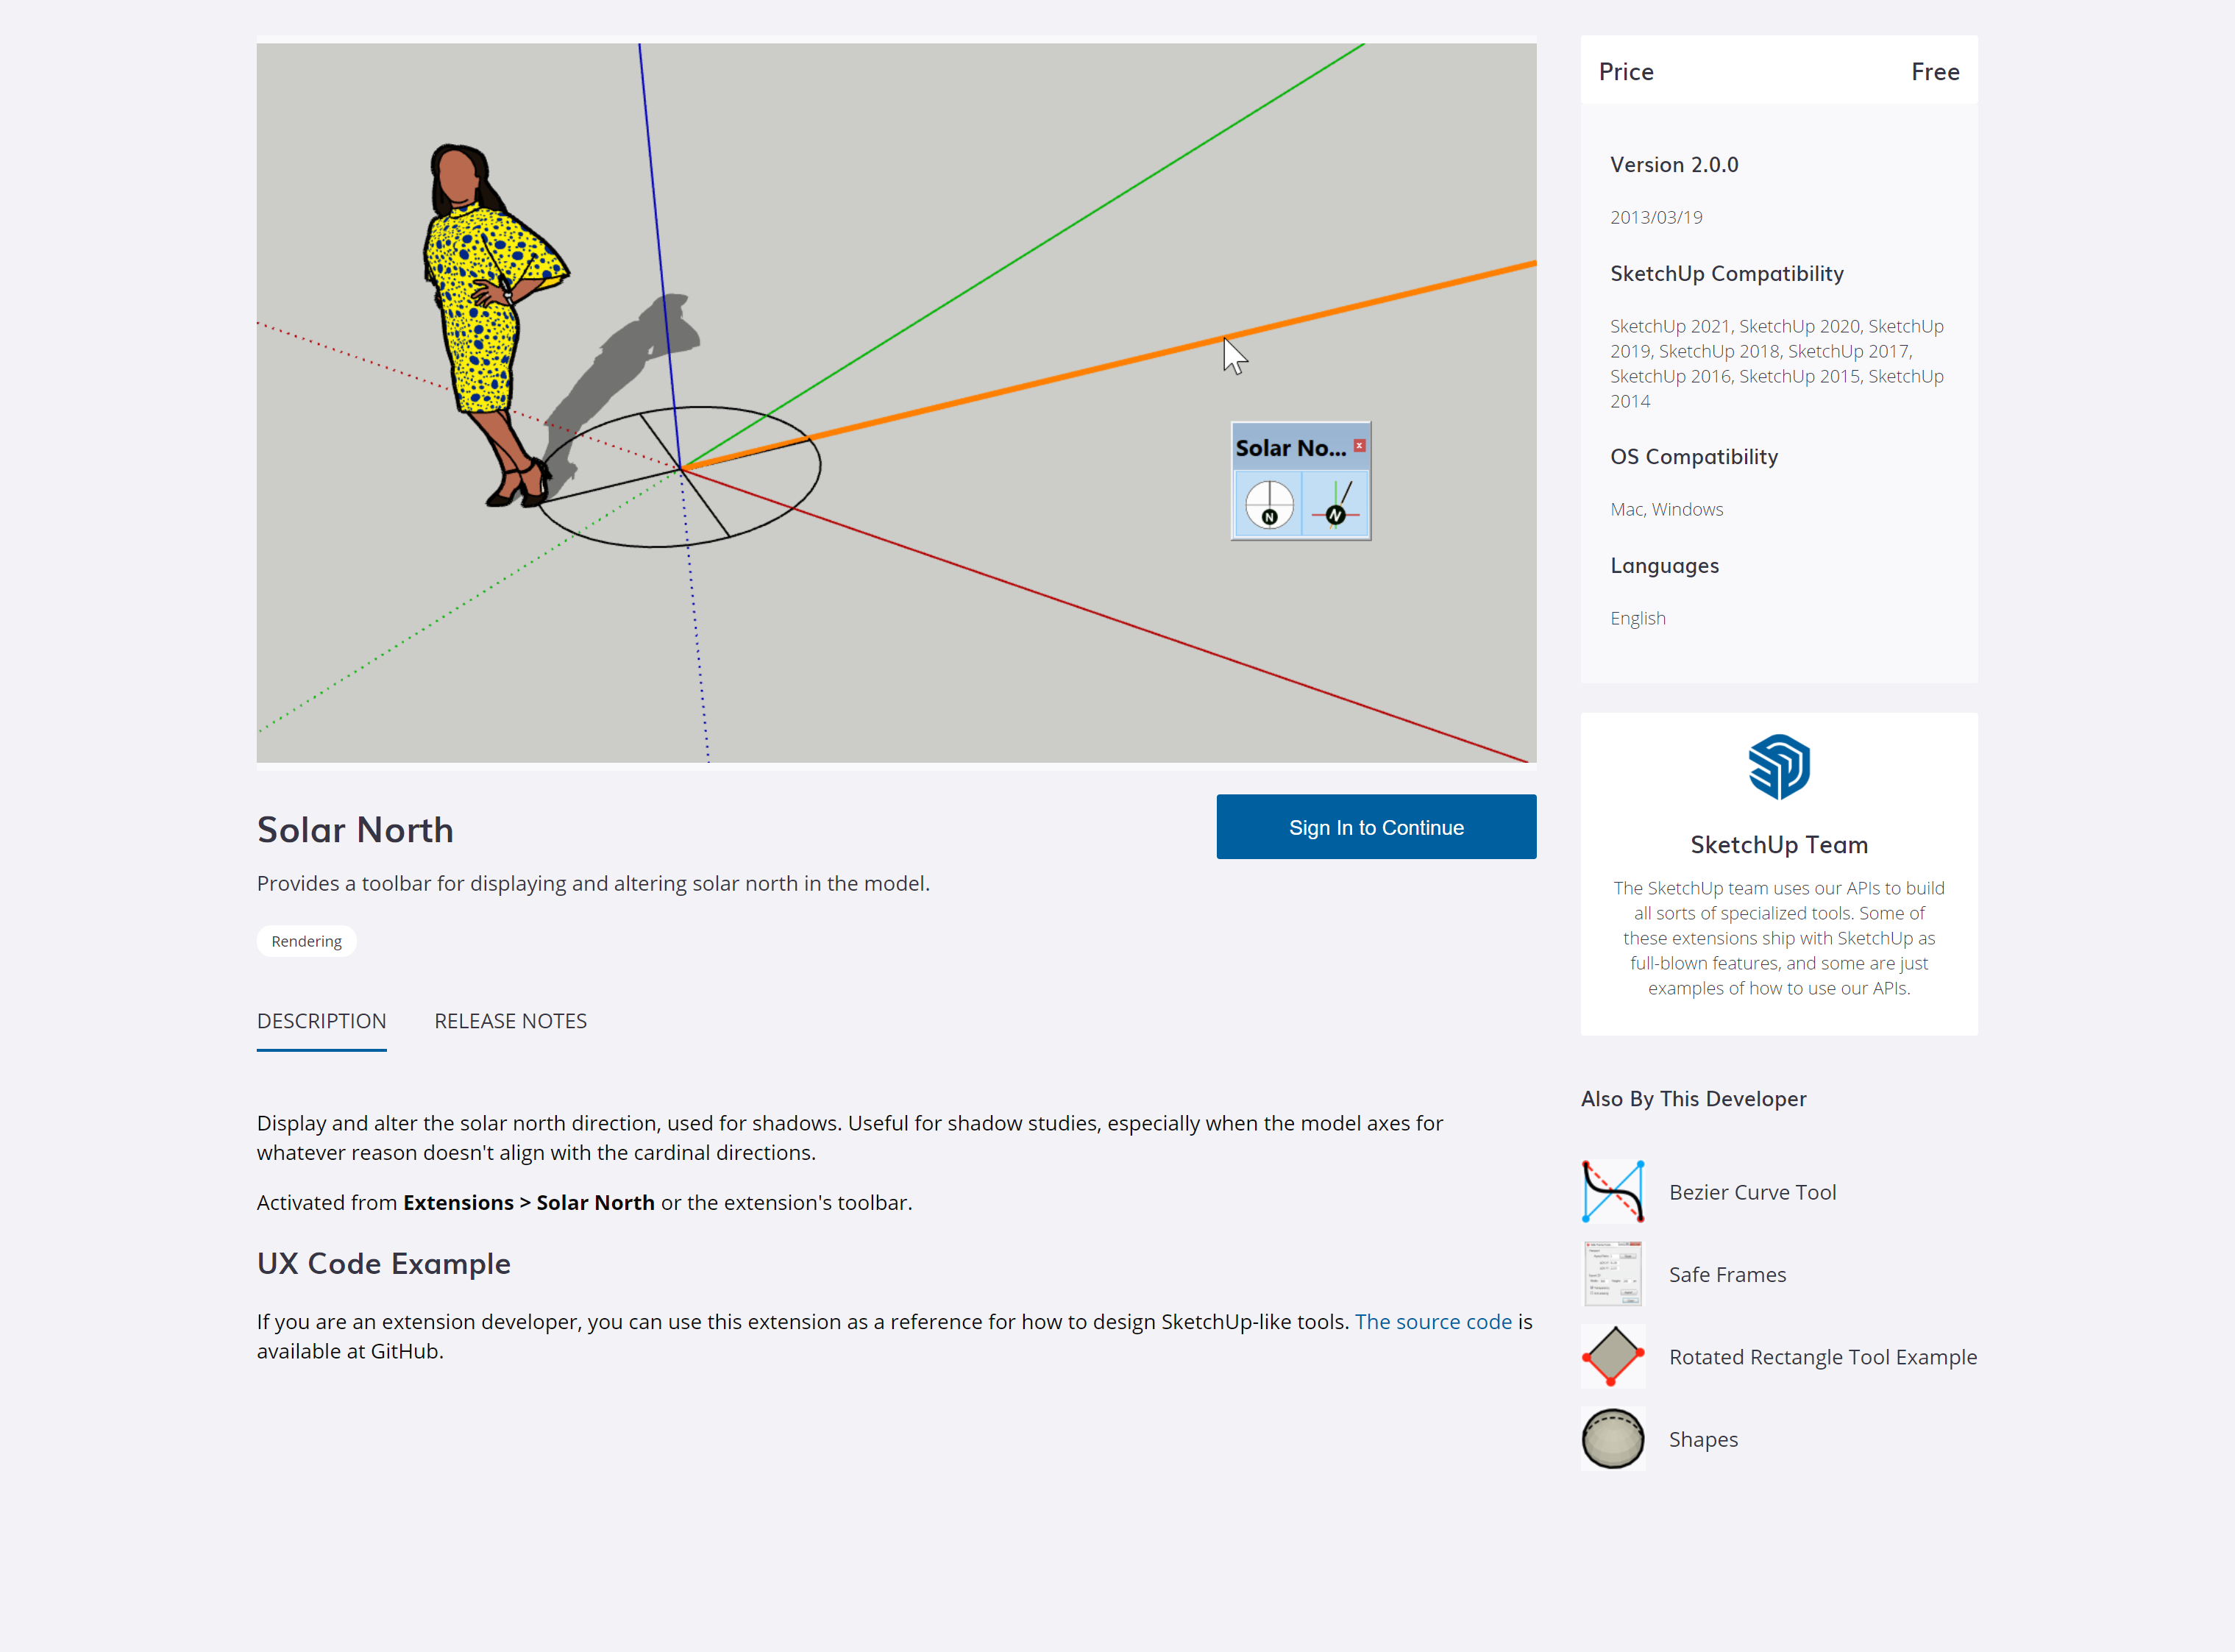 Solar No...
N
N
Solar North
Sign In to Continue
Provides a toolbar for displaying and altering solar north in the model.
Rendering
DESCRIPTION
RELEASE NOTES
Display and alter the solar north direction, used for shadows. Useful for shadow studies, especially when the model axes for
whatever reason doesn't align with the cardinal directions.
Activated from Extensions > Solar North or the extension's toolbar.
UX Code Example
If you are an extension developer, you can use this extension as a reference for how to design SketchUp-like tools. The source code is
available at GitHub.
Price
Free
Version 2.0.0
2013/03/19
SketchUp Compatibility
SketchUp 2021, SketchUp 2020, SketchUp
2019, SketchUp 2018, SketchUp 2017,
SketchUp 2016, SketchUp 2015, SketchUp
2014
OS Compatibility
Mac, Windows
Languages
English
SketchUp Team
The SketchUp team uses our APIs to build
all sorts of specialized tools. Some of
these extensions ship with SketchUp as
full-blown features, and some are just
examples of how to use our APIs.
Also By This Developer
Bezier Curve Tool
Safe Frames
Rotated Rectangle Tool Example
Shapes